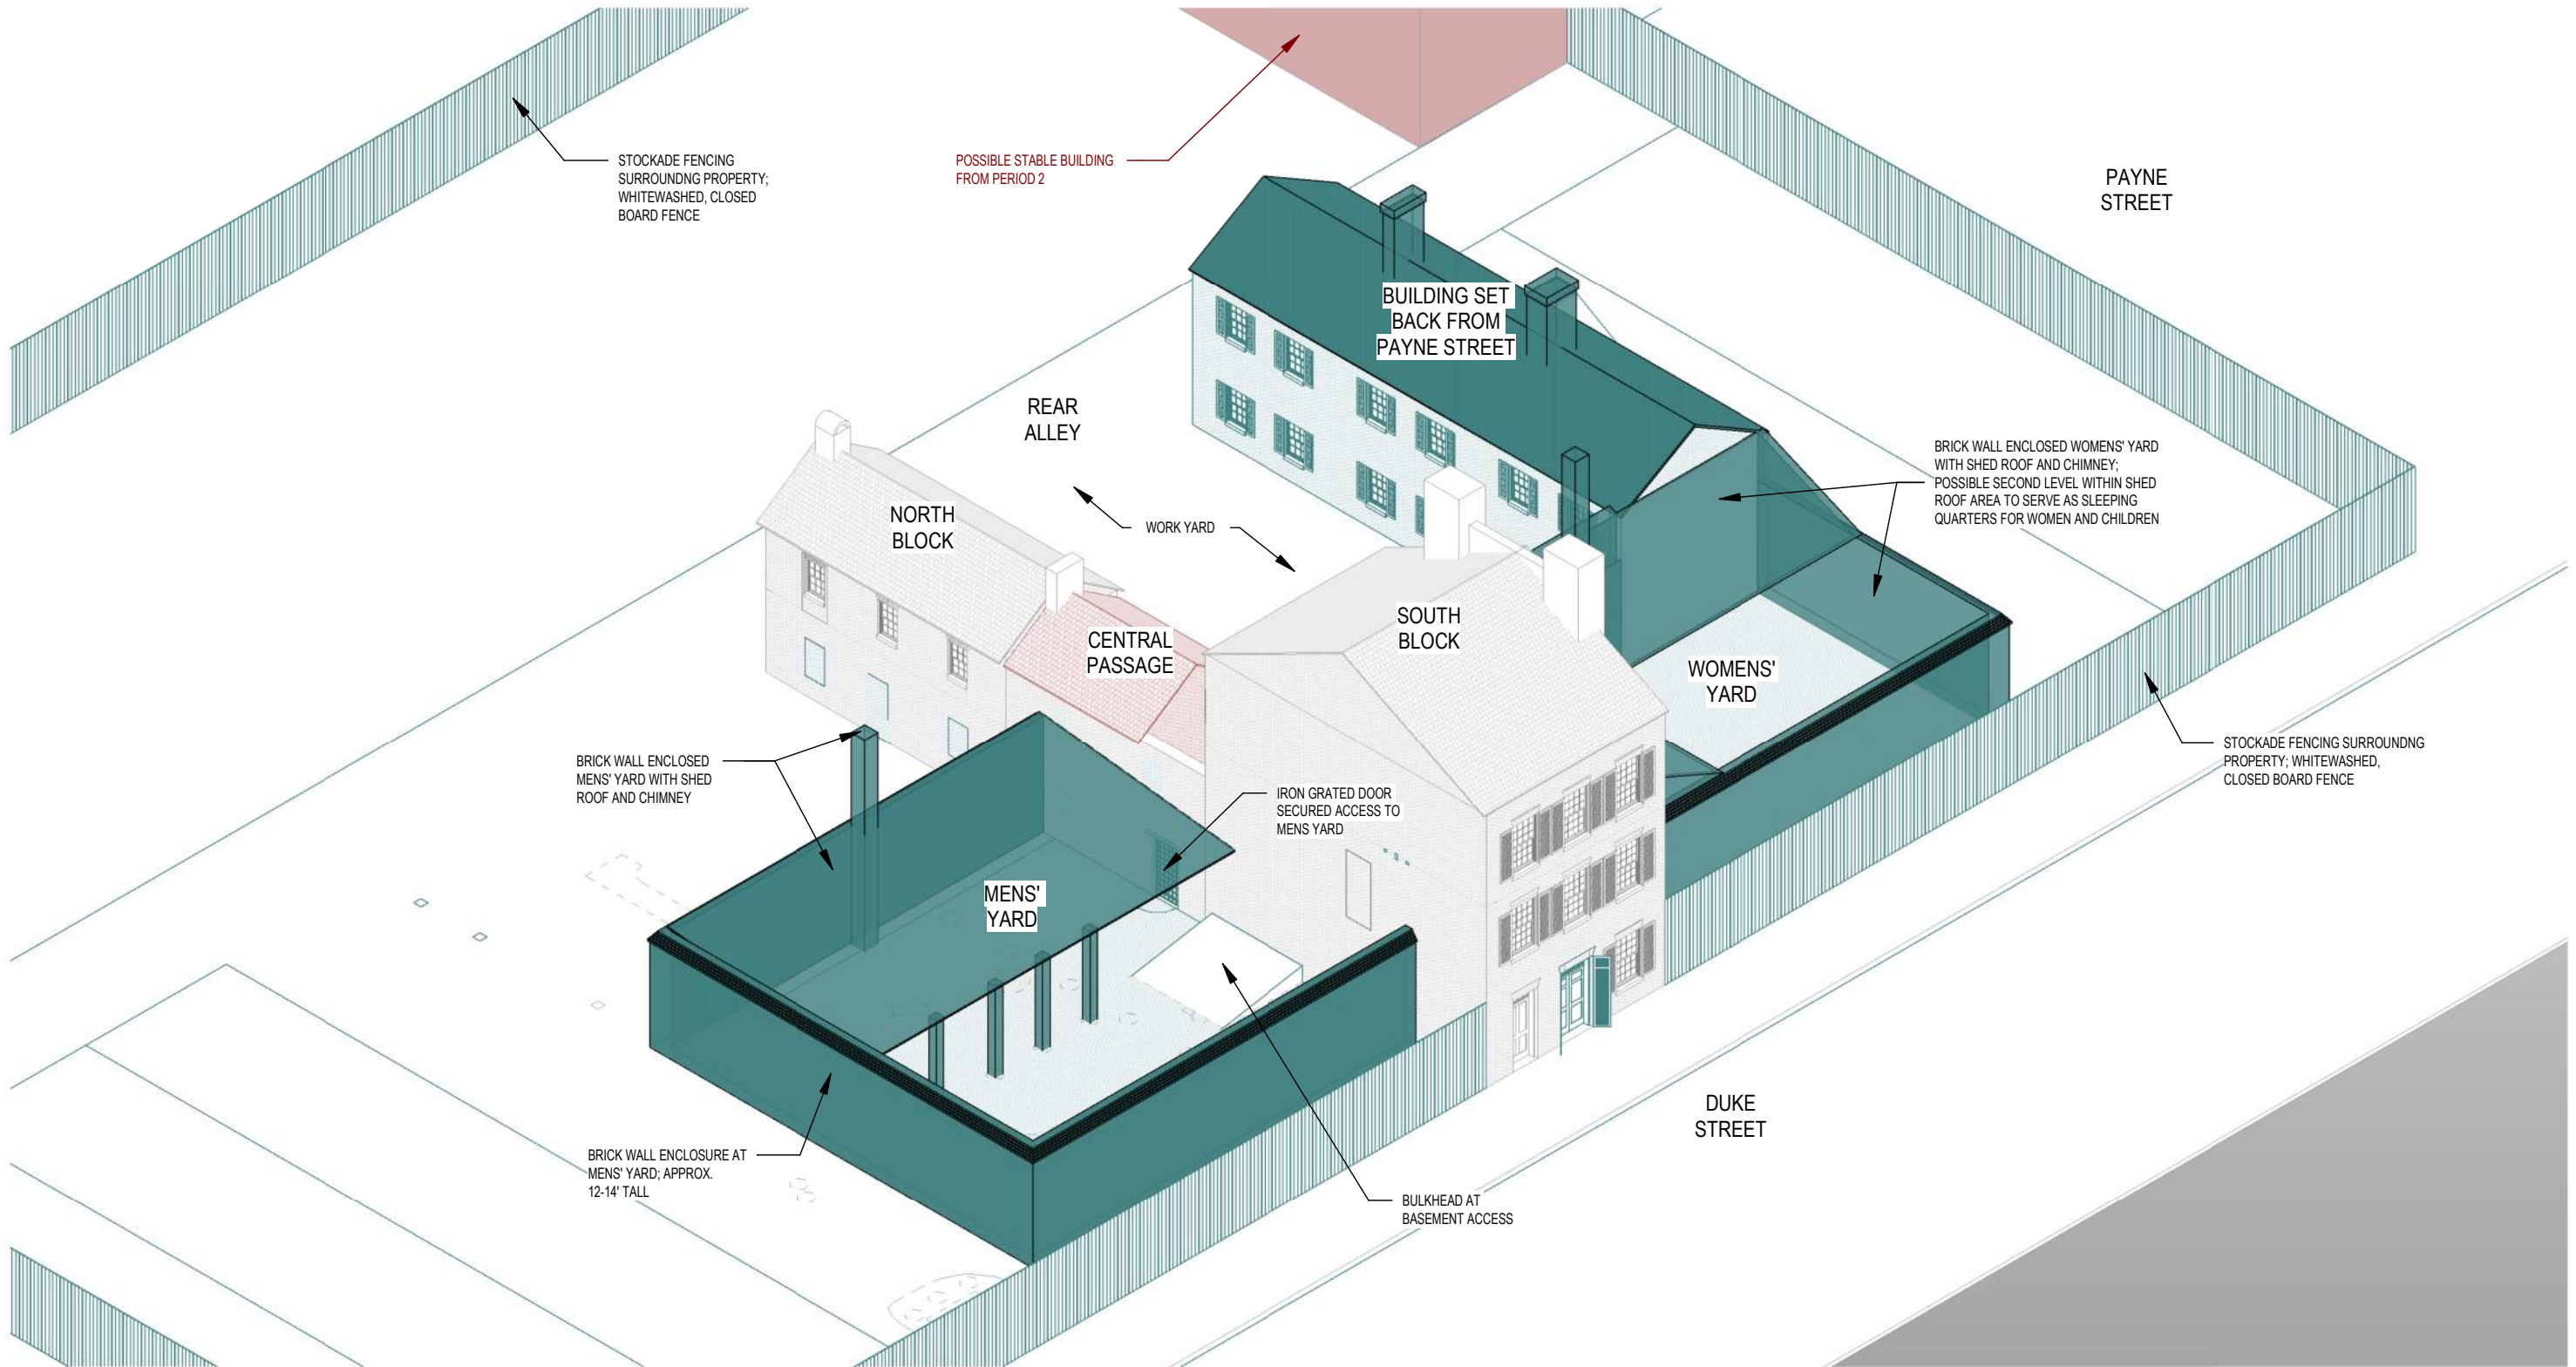 STOCKADE FENCING
SURROUNDNG PROPERTY;
WHITEWASHED, CLOSED
BOARD FENCE
POSSIBLE STABLE BUILDING
FROM PERIOD 2
PAYNE
STREET
BUILDING SET
BACK FROM
PAYNE STREET
REAR
ALLEY
WORK YARD
BRICK WALL ENCLOSED WOMENS' YARD
WITH SHED ROOF AND CHIMNEY;
POSSIBLE SECOND LEVEL WITHIN SHED
ROOF AREA TO SERVE AS SLEEPING
QUARTERS FOR WOMEN AND CHILDREN
NORTH
BLOCK
CENTRAL
PASSAGE
SOUTH
BLOCK
WOMENS'
YARD
BRICK WALL ENCLOSED
MENS' YARD WITH SHED
ROOF AND CHIMNEY
IRON GRATED DOOR
SECURED ACCESS TO
MENS YARD
STOCKADE FENCING SURROUNDNG
PROPERTY; WHITEWASHED,
CLOSED BOARD FENCE
MENS'
YARD
DUKE
STREET
BRICK WALL ENCLOSURE AT
MENS' YARD; APPROX.
12-14' TALL
BULKHEAD AT
BASEMENT ACCESS